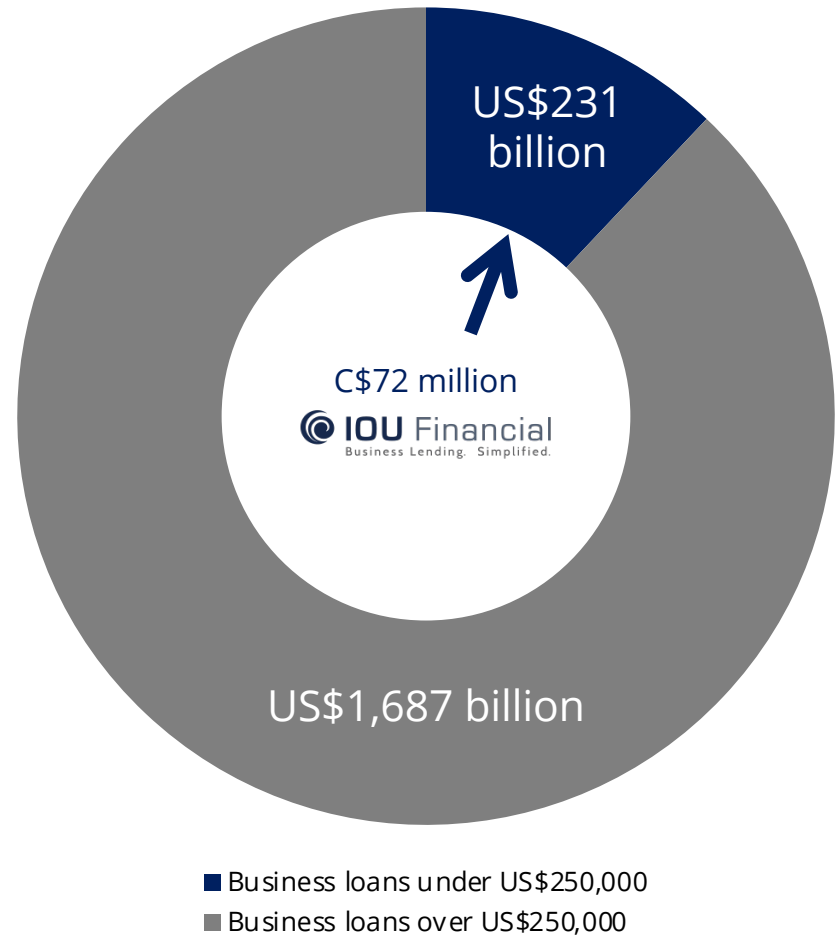 US$231
billion
C$72 million
IOU Financial
Business Lending. Simplified.
US$1,687 billion
Business loans under US$250,000
Business loans over US$250,000